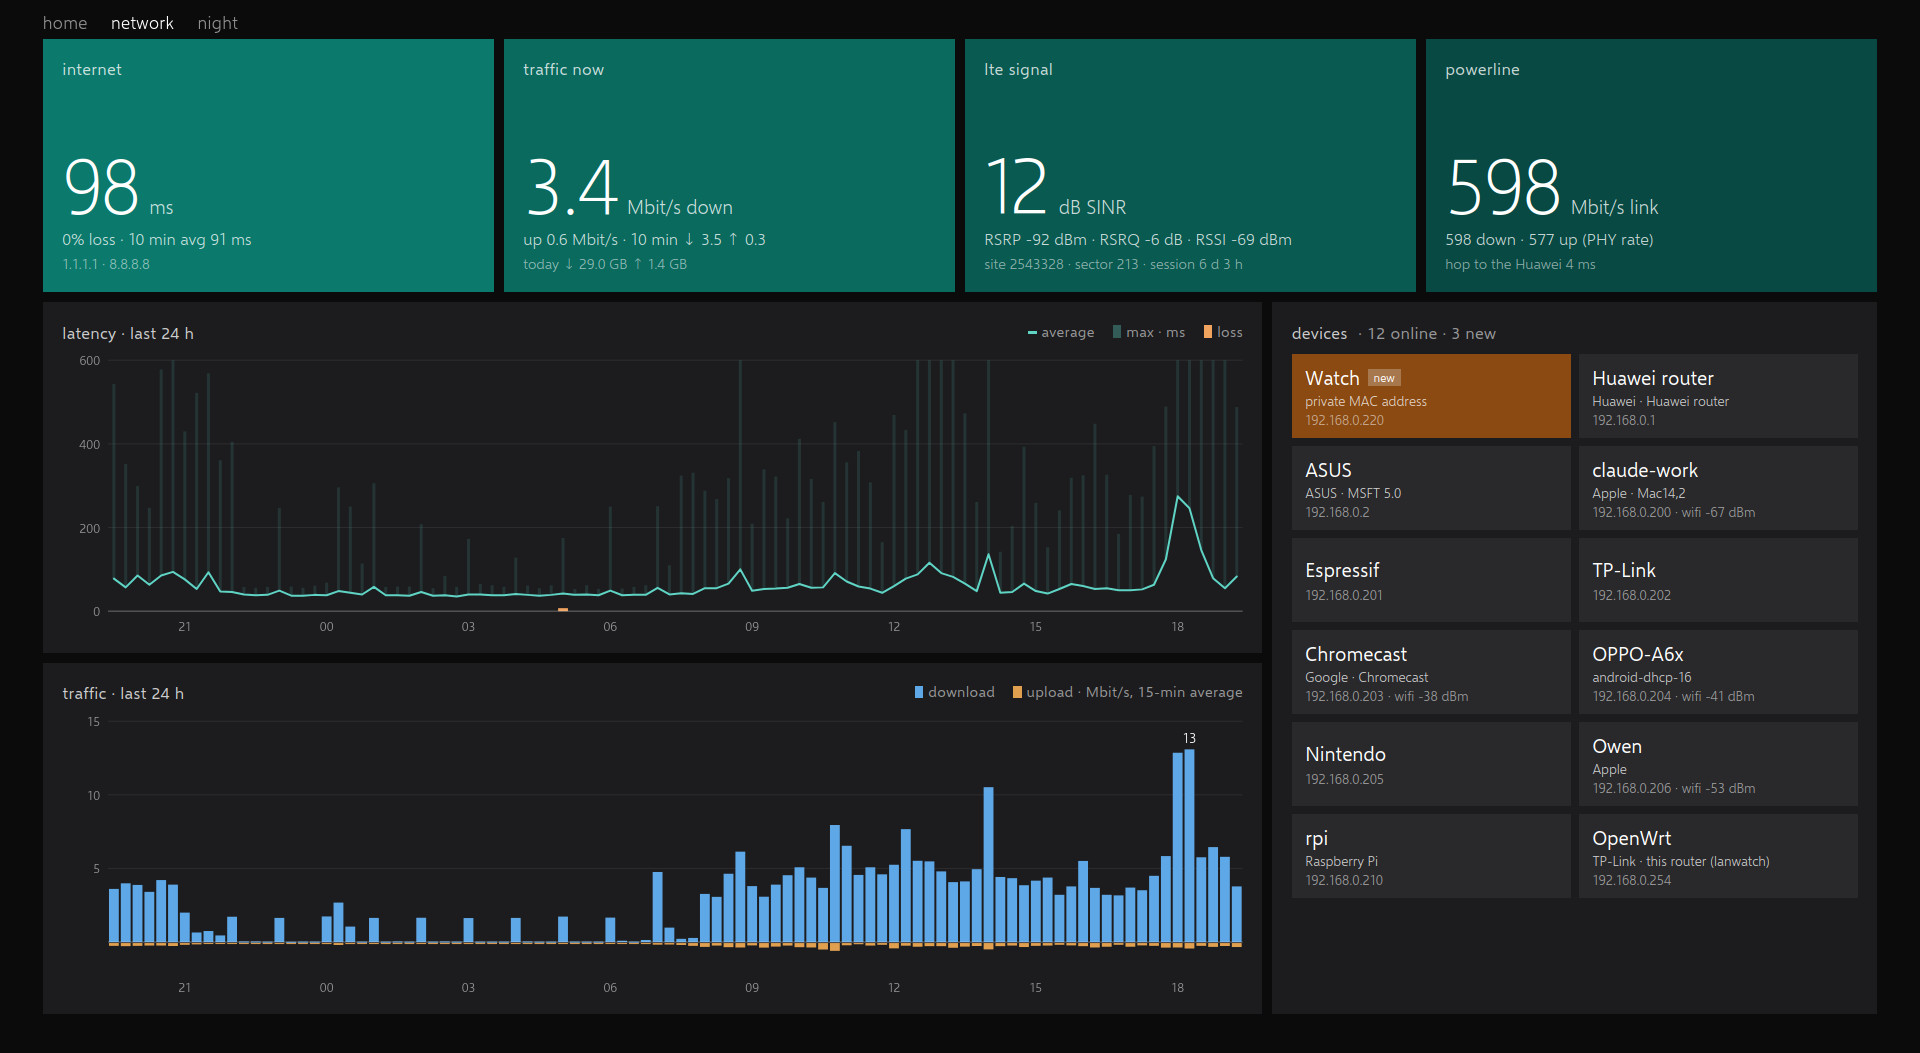 home network night
internet
98 ms
0% loss · 10 min avg 91 ms
1.1.1.1 · 8.8.8.8
traffic now
3.4 Mbit/s down
up 0.6 Mbit/s · 10 min ↓ 3.5 ↑ 0.3
today ↓ 29.0 GB ↑ 1.4 GB
lte signal
12 dB SINR
RSRP -92 dBm · RSRQ -6 dB · RSSI -69 dBm
site 2543328 · sector 213 · session 6 d 3 h
powerline
598 Mbit/s link
598 down · 577 up (PHY rate)
hop to the Huawei 4 ms
latency · last 24 h
average max · ms loss
600
400
200
0
21 00 03 06 09 12 15 18
traffic · last 24 h
download upload · Mbit/s, 15-min average
15
13
10
5
21 00 03 06 09 12 15 18
devices · 12 online · 3 new
Watch new
private MAC address
192.168.0.220
Huawei router
Huawei · Huawei router
192.168.0.1
ASUS
ASUS · MSFT 5.0
192.168.0.2
claude-work
Apple · Mac14,2
192.168.0.200 · wifi -67 dBm
Espressif
192.168.0.201
TP-Link
192.168.0.202
Chromecast
Google · Chromecast
192.168.0.203 · wifi -38 dBm
OPPO-A6x
android-dhcp-16
192.168.0.204 · wifi -41 dBm
Nintendo
192.168.0.205
Owen
Apple
192.168.0.206 · wifi -53 dBm
rpi
Raspberry Pi
192.168.0.210
OpenWrt
TP-Link · this router (lanwatch)
192.168.0.254